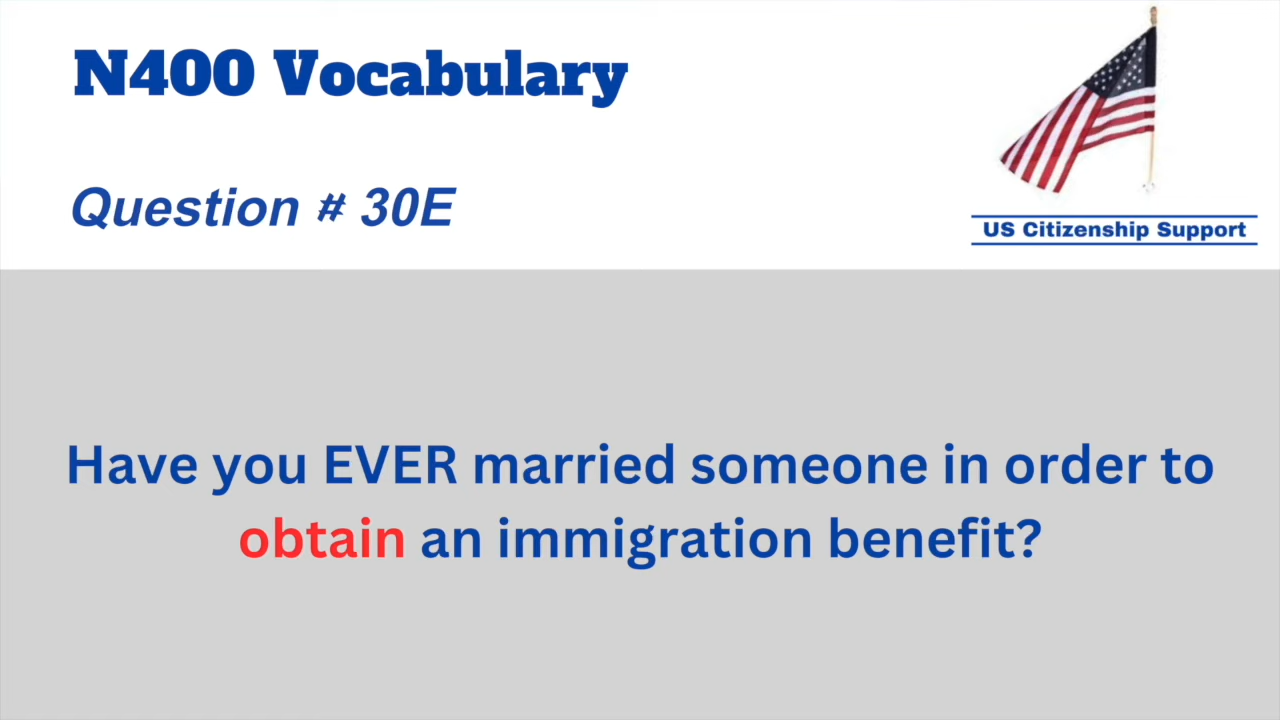 N400 Vocabulary
Question # 30E
US Citizenship Support
Have you EVER married someone in order to
obtain an immigration benefit?